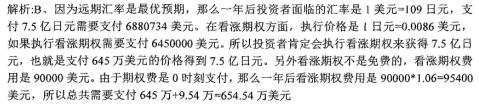 解析:B。因为远期汇率是最优预期，那么一年后投资者面临的汇率是 1 美元=109 日元，支
付 7.5 亿日元需要支付 6880734 美元。在看涨期权方面，执行价格是 1 日元=0.0086 美元，
如果执行看涨期权需要支付 6450000 美元。所以投资者肯定会执行看涨期权来获得 7.5 亿日
元，也就是支付 645 万美元的价格得到 7.5 亿日元。另外看涨期权不是免费的，看涨期权费
用是 90000 美元。由于期权费是 0 时刻支付，那么一年后看涨期权费用是 90000*1.06=95400
美元，所以总共需要支付 645 万+9.54 万=654.54 万美元